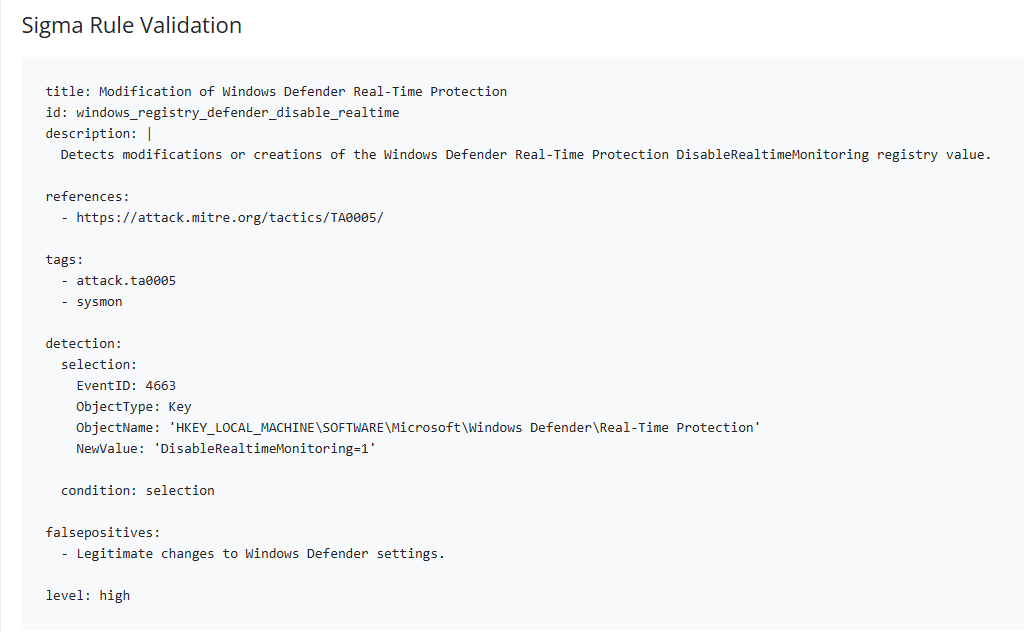 Sigma Rule Validation
title: Modification of Windows Defender Real-Time Protection
id: windows_registry_defender_disable_realtime
description: |
  Detects modifications or creations of the Windows Defender Real-Time Protection DisableRealtimeMonitoring registry value.
references:
  - https://attack.mitre.org/tactics/TA0005/
tags:
  - attack.ta0005
  - sysmon
detection:
  selection:
    EventID: 4663
    ObjectType: Key
    ObjectName: 'HKEY_LOCAL_MACHINE\SOFTWARE\Microsoft\Windows Defender\Real-Time Protection'
    NewValue: 'DisableRealtimeMonitoring=1'
  condition: selection
falsepositives:
  - Legitimate changes to Windows Defender settings.
level: high